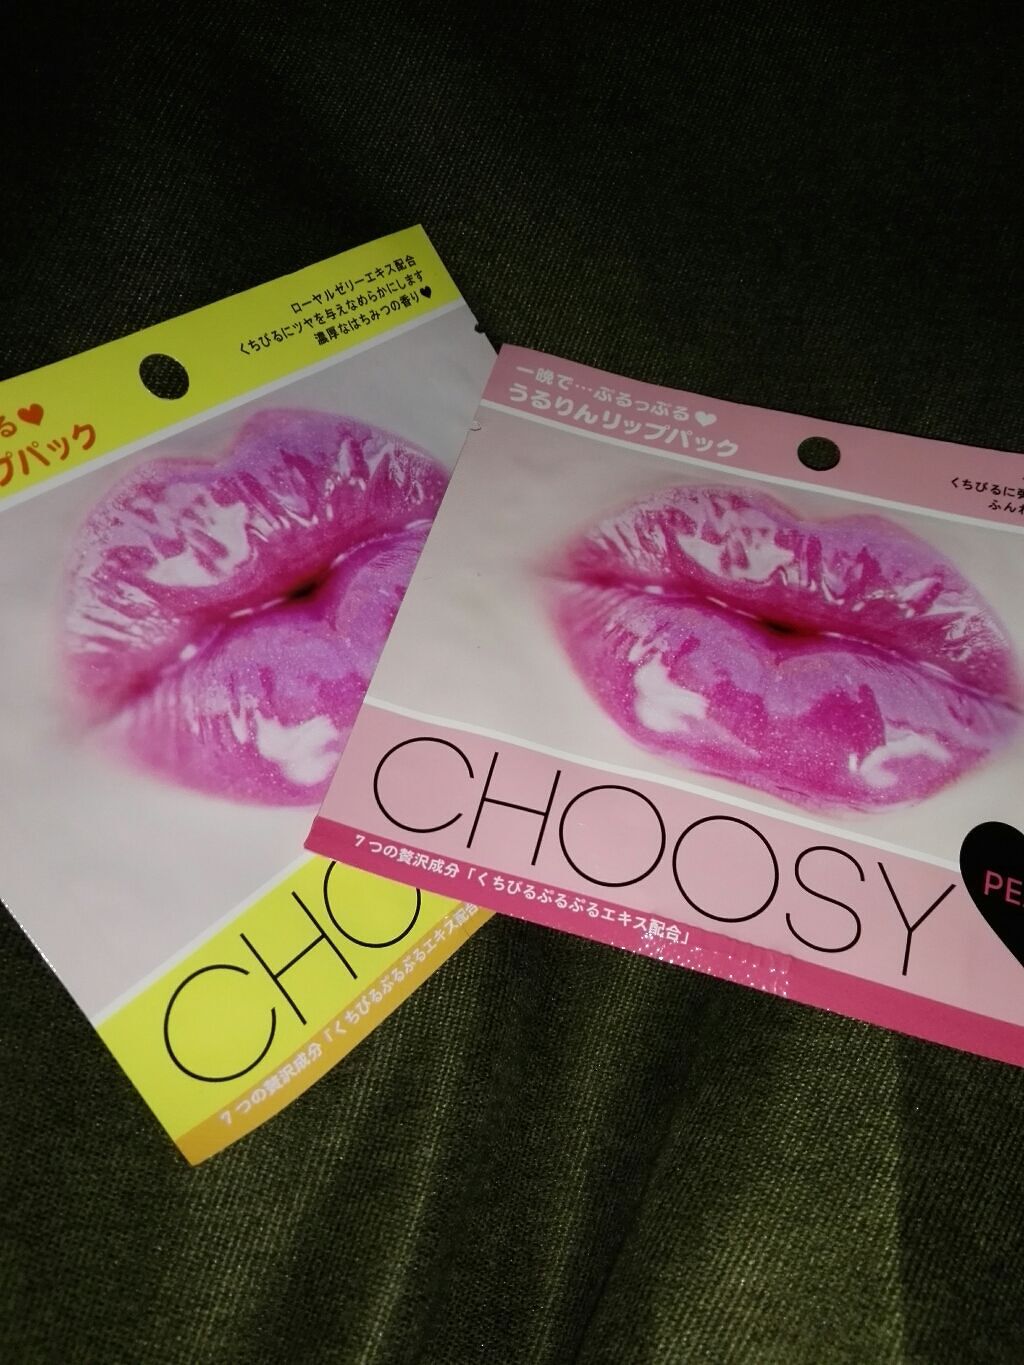 ローヤルゼリーエキス配合
くちびるにツヤを与えなめらかにします
濃厚なはちみつの香り♥
る♥
プパック
CHO
7つの贅沢成分「くちびるぷるぷるエキス配合
一晩で…ぷるっぷる♥
うるりんリップパック
くちびるに
ふんわ
CHOOSY
PE
7つの贅沢成分「くちびるぷるぷるエキス配合」